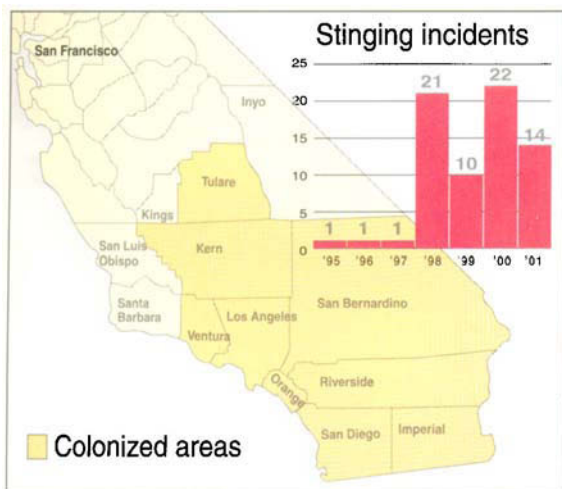 San Francisco
Stinging incidents
25
20
15
10
5
0
1
1
1
21
10
22
14
'95
'96
'97
'98
'99
'00
'01
Inyo
Tulare
Kings
San Luis
Obispo
Kern
Santa
Barbara
Ventura
Los Angeles
San Bernardino
Orange
Riverside
San Diego
Imperial
Colonized areas